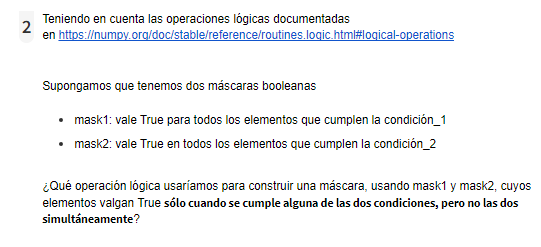 2
Teniendo en cuenta las operaciones lógicas documentadas
en https://numpy.org/doc/stable/reference/routines.logic.html#logical-operations
Supongamos que tenemos dos máscaras booleanas
• mask1: vale True para todos los elementos que cumplen la condición_1
• mask2: vale True en todos los elementos que cumplen la condición_2
¿Qué operación lógica usaríamos para construir una máscara, usando mask1 y mask2, cuyos
elementos valgan True sólo cuando se cumple alguna de las dos condiciones, pero no las dos
simultáneamente?